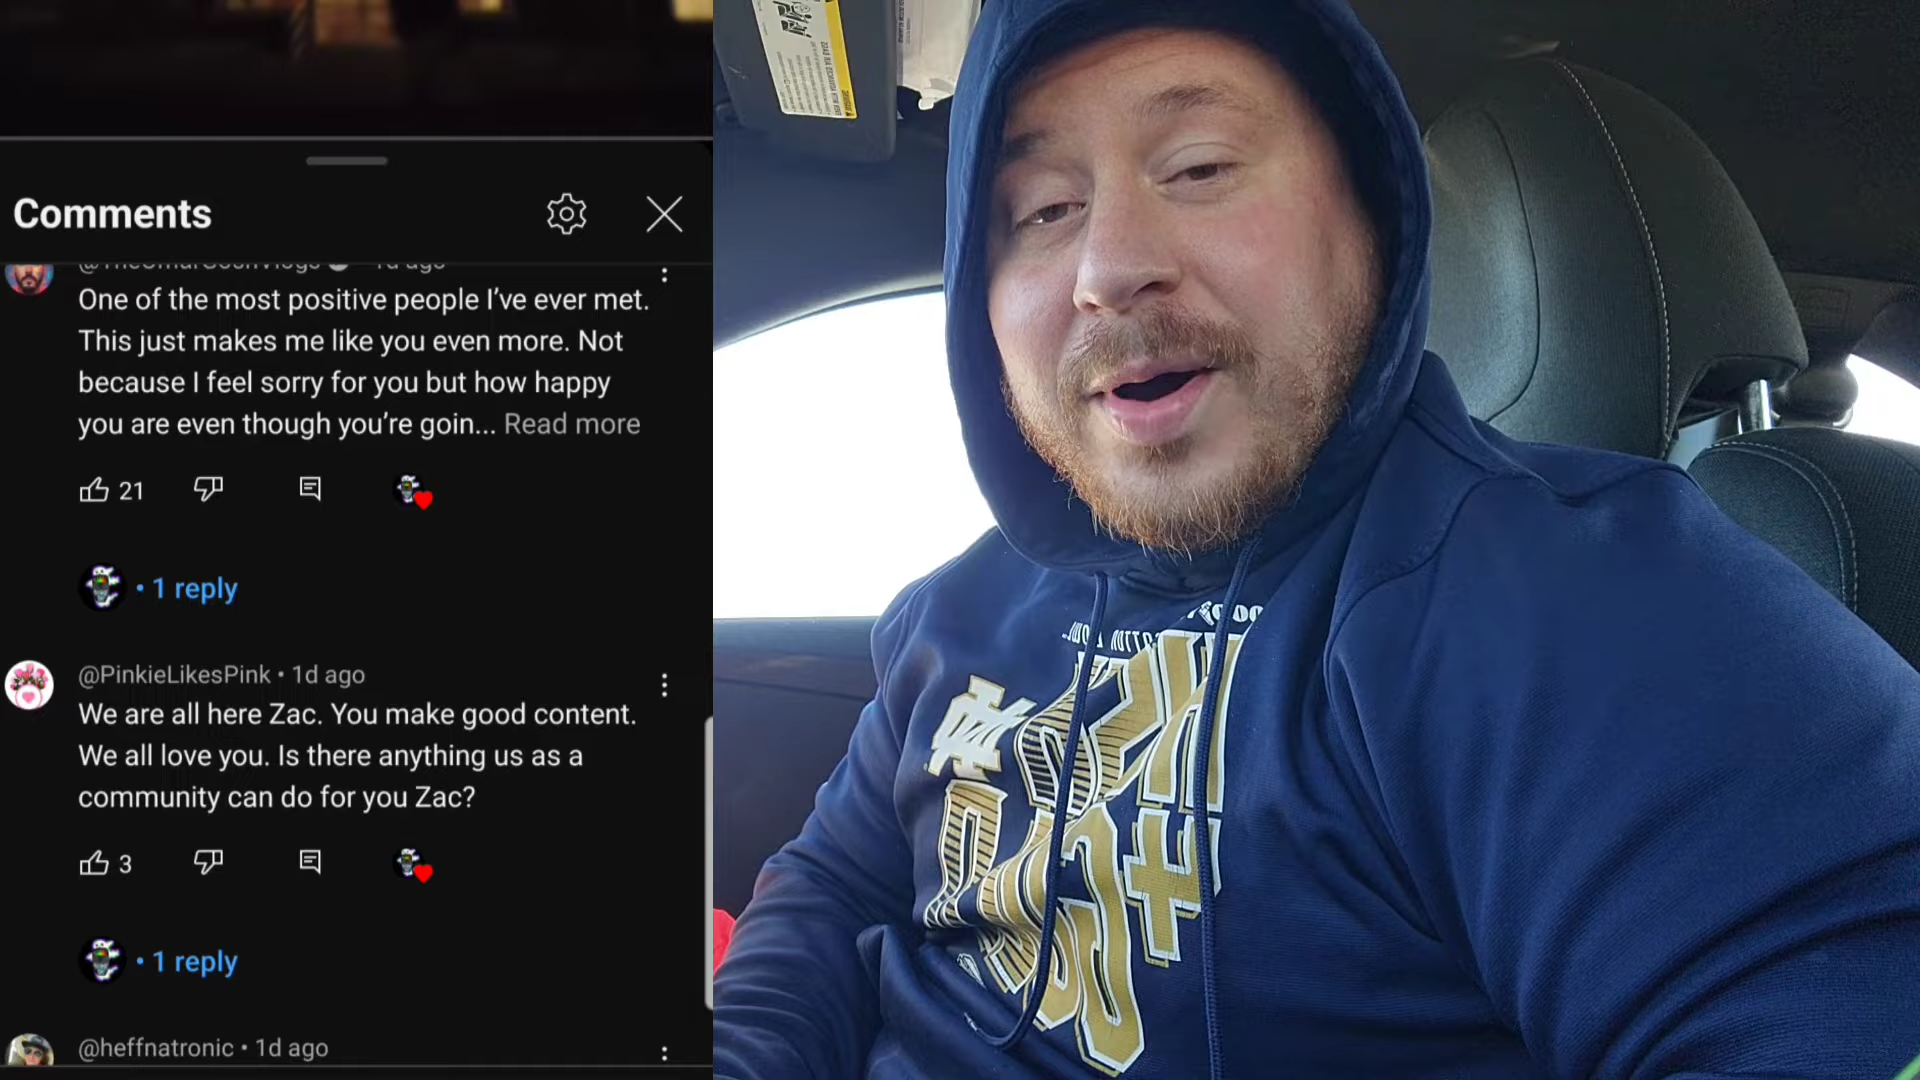 Comments
One of the most positive people I’ve ever met.
This just makes me like you even more. Not
because I feel sorry for you but how happy
you are even though you’re goin... Read more
21
• 1 reply
@PinkieLikesPink • 1d ago
We are all here Zac. You make good content.
We all love you. Is there anything us as a
community can do for you Zac?
3
• 1 reply
@heffnatronic • 1d ago